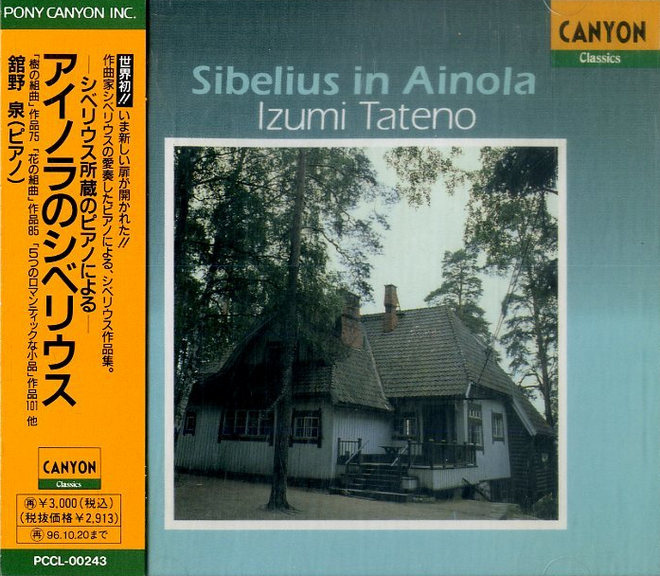 PONY CANYON INC.
世界初!! いま新しい扉が開かれた!!
作曲家シベリウスの愛奏したピアノによる、シベリウス作品集。
―シベリウス所蔵のピアノによる―
アイノラのシベリウス
「樹の組曲」作品75 「花の組曲」作品85 「5つのロマンティックな小品」作品101 他
舘野 泉(ピアノ)
CANYON
Classics
再¥3,000(税込)
(税抜価格¥2,913)
再96.10.20まで
PCCL-00243
CANYON
Classics
Sibelius in Ainola
Izumi Tateno